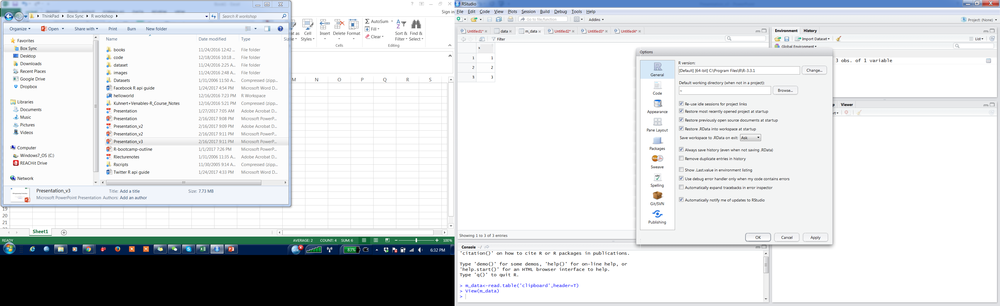 ThinkPad Box Sync R workshop
Search R workshop
Organize Open Share with Print Burn New folder
Name Date modified Type Siz
Favorites
Box Sync
Desktop
Downloads
Recent Places
Google Drive
Dropbox
Libraries
Documents
Music
Pictures
Videos
Computer
Windows7_OS (C:)
REACHit Drive
Network
books 11/24/2016 12:42 ... File folder
code 12/18/2016 10:18 ... File folder
dataset 11/24/2016 2:25 A... File folder
images 11/24/2016 2:48 A... File folder
Datasets 1/31/2006 11:50 A... Compressed (zipp...
Facebook R api guide 1/24/2017 4:54 PM Microsoft Word D...
helloworld 12/16/2016 7:23 PM R Workspace
Kuhnert+Venables-R_Course_Notes 12/16/2016 5:21 PM Compressed (zipp...
Presentation 1/27/2017 7:05 AM Adobe Acrobat D...
Presentation 2/16/2017 9:08 PM Microsoft PowerP...
Presentation_v2 2/16/2017 9:09 PM Adobe Acrobat D...
Presentation_v2 2/16/2017 9:11 PM Microsoft PowerP...
Presentation_v3 2/16/2017 9:11 PM Microsoft PowerP...
R-bootcamp-outline 1/1/2017 7:26 PM Microsoft PowerP...
Rlecturenotes 1/31/2006 11:35 A... Adobe Acrobat D...
Rscripts 11/30/2005 9:14 A... Compressed (zipp...
Twitter R api guide 1/24/2017 4:33 PM Microsoft Word D...
Presentation_v3 Title: Add a title Size: 7.73 MB
Microsoft PowerPoint Presentation Authors: Add an author
Sign in
at as Cell Styles Insert Delete Format
AutoSum
Fill
Clear
Sort & Filter Find & Select
Cells Editing
M N O P Q R S
19
20
21
Sheet1
READY AVERAGE: 2 COUNT: 4 SUM: 6 100%
83% 6:32 PM
RStudio
File Edit Code View Plots Session Build Debug Tools Help
Go to file/function Addins Project: (None)
Untitled1* data m_data Untitled2* Untitled3* Untitled4*
Filter
x
1 1
2 2
3 3
Showing 1 to 3 of 3 entries
Console ~/
'citation()' on how to cite R or R packages in publications.
Type 'demo()' for some demos, 'help()' for on-line help, or
'help.start()' for an HTML browser interface to help.
Type 'q()' to quit R.
> m_data<-read.table('clipboard',header=T)
> View(m_data)
>
Environment History
Import Dataset List
Global Environment
3 obs. of 1 variable
p Viewer
rt
Options
General
Code
Appearance
Pane Layout
Packages
Sweave
Spelling
Git/SVN
Publishing
R version:
[Default] [64-bit] C:\Program Files\R\R-3.3.1 Change...
Default working directory (when not in a project):
~ Browse...
Re-use idle sessions for project links
Restore most recently opened project at startup
Restore previously open source documents at startup
Restore .RData into workspace at startup
Save workspace to .RData on exit: Ask
Always save history (even when not saving .RData)
Remove duplicate entries in history
Show .Last.value in environment listing
Use debug error handler only when my code contains errors
Automatically expand tracebacks in error inspector
Automatically notify me of updates to RStudio
OK Cancel Apply